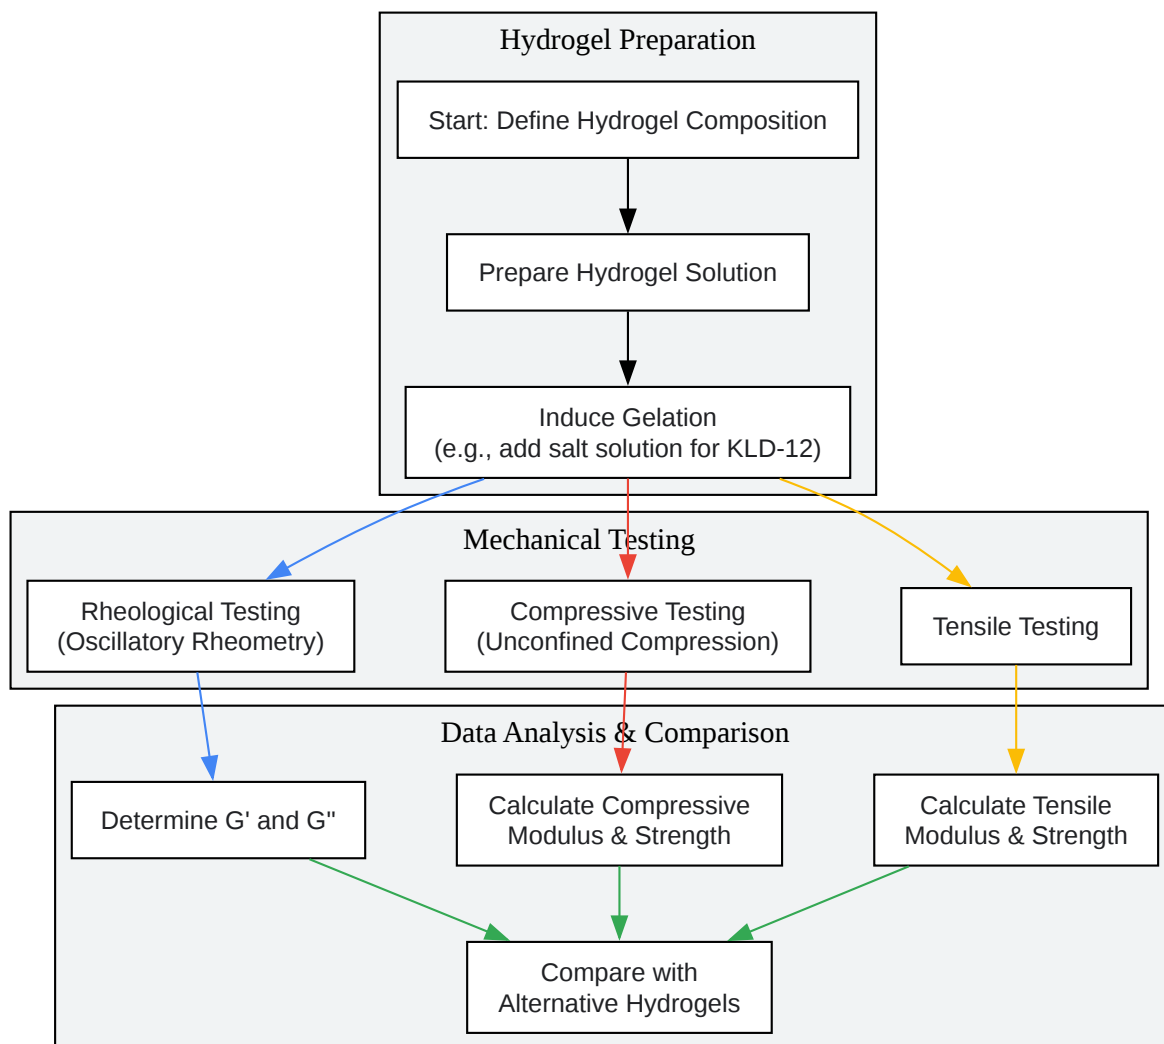 Hydrogel Preparation
Start: Define Hydrogel Composition
Prepare Hydrogel Solution
Induce Gelation
(e.g., add salt solution for KLD-12)
Mechanical Testing
Rheological Testing
(Oscillatory Rheometry)
Compressive Testing
(Unconfined Compression)
Tensile Testing
Data Analysis & Comparison
Determine G' and G"
Calculate Compressive
Modulus & Strength
Calculate Tensile
Modulus & Strength
Compare with
Alternative Hydrogels